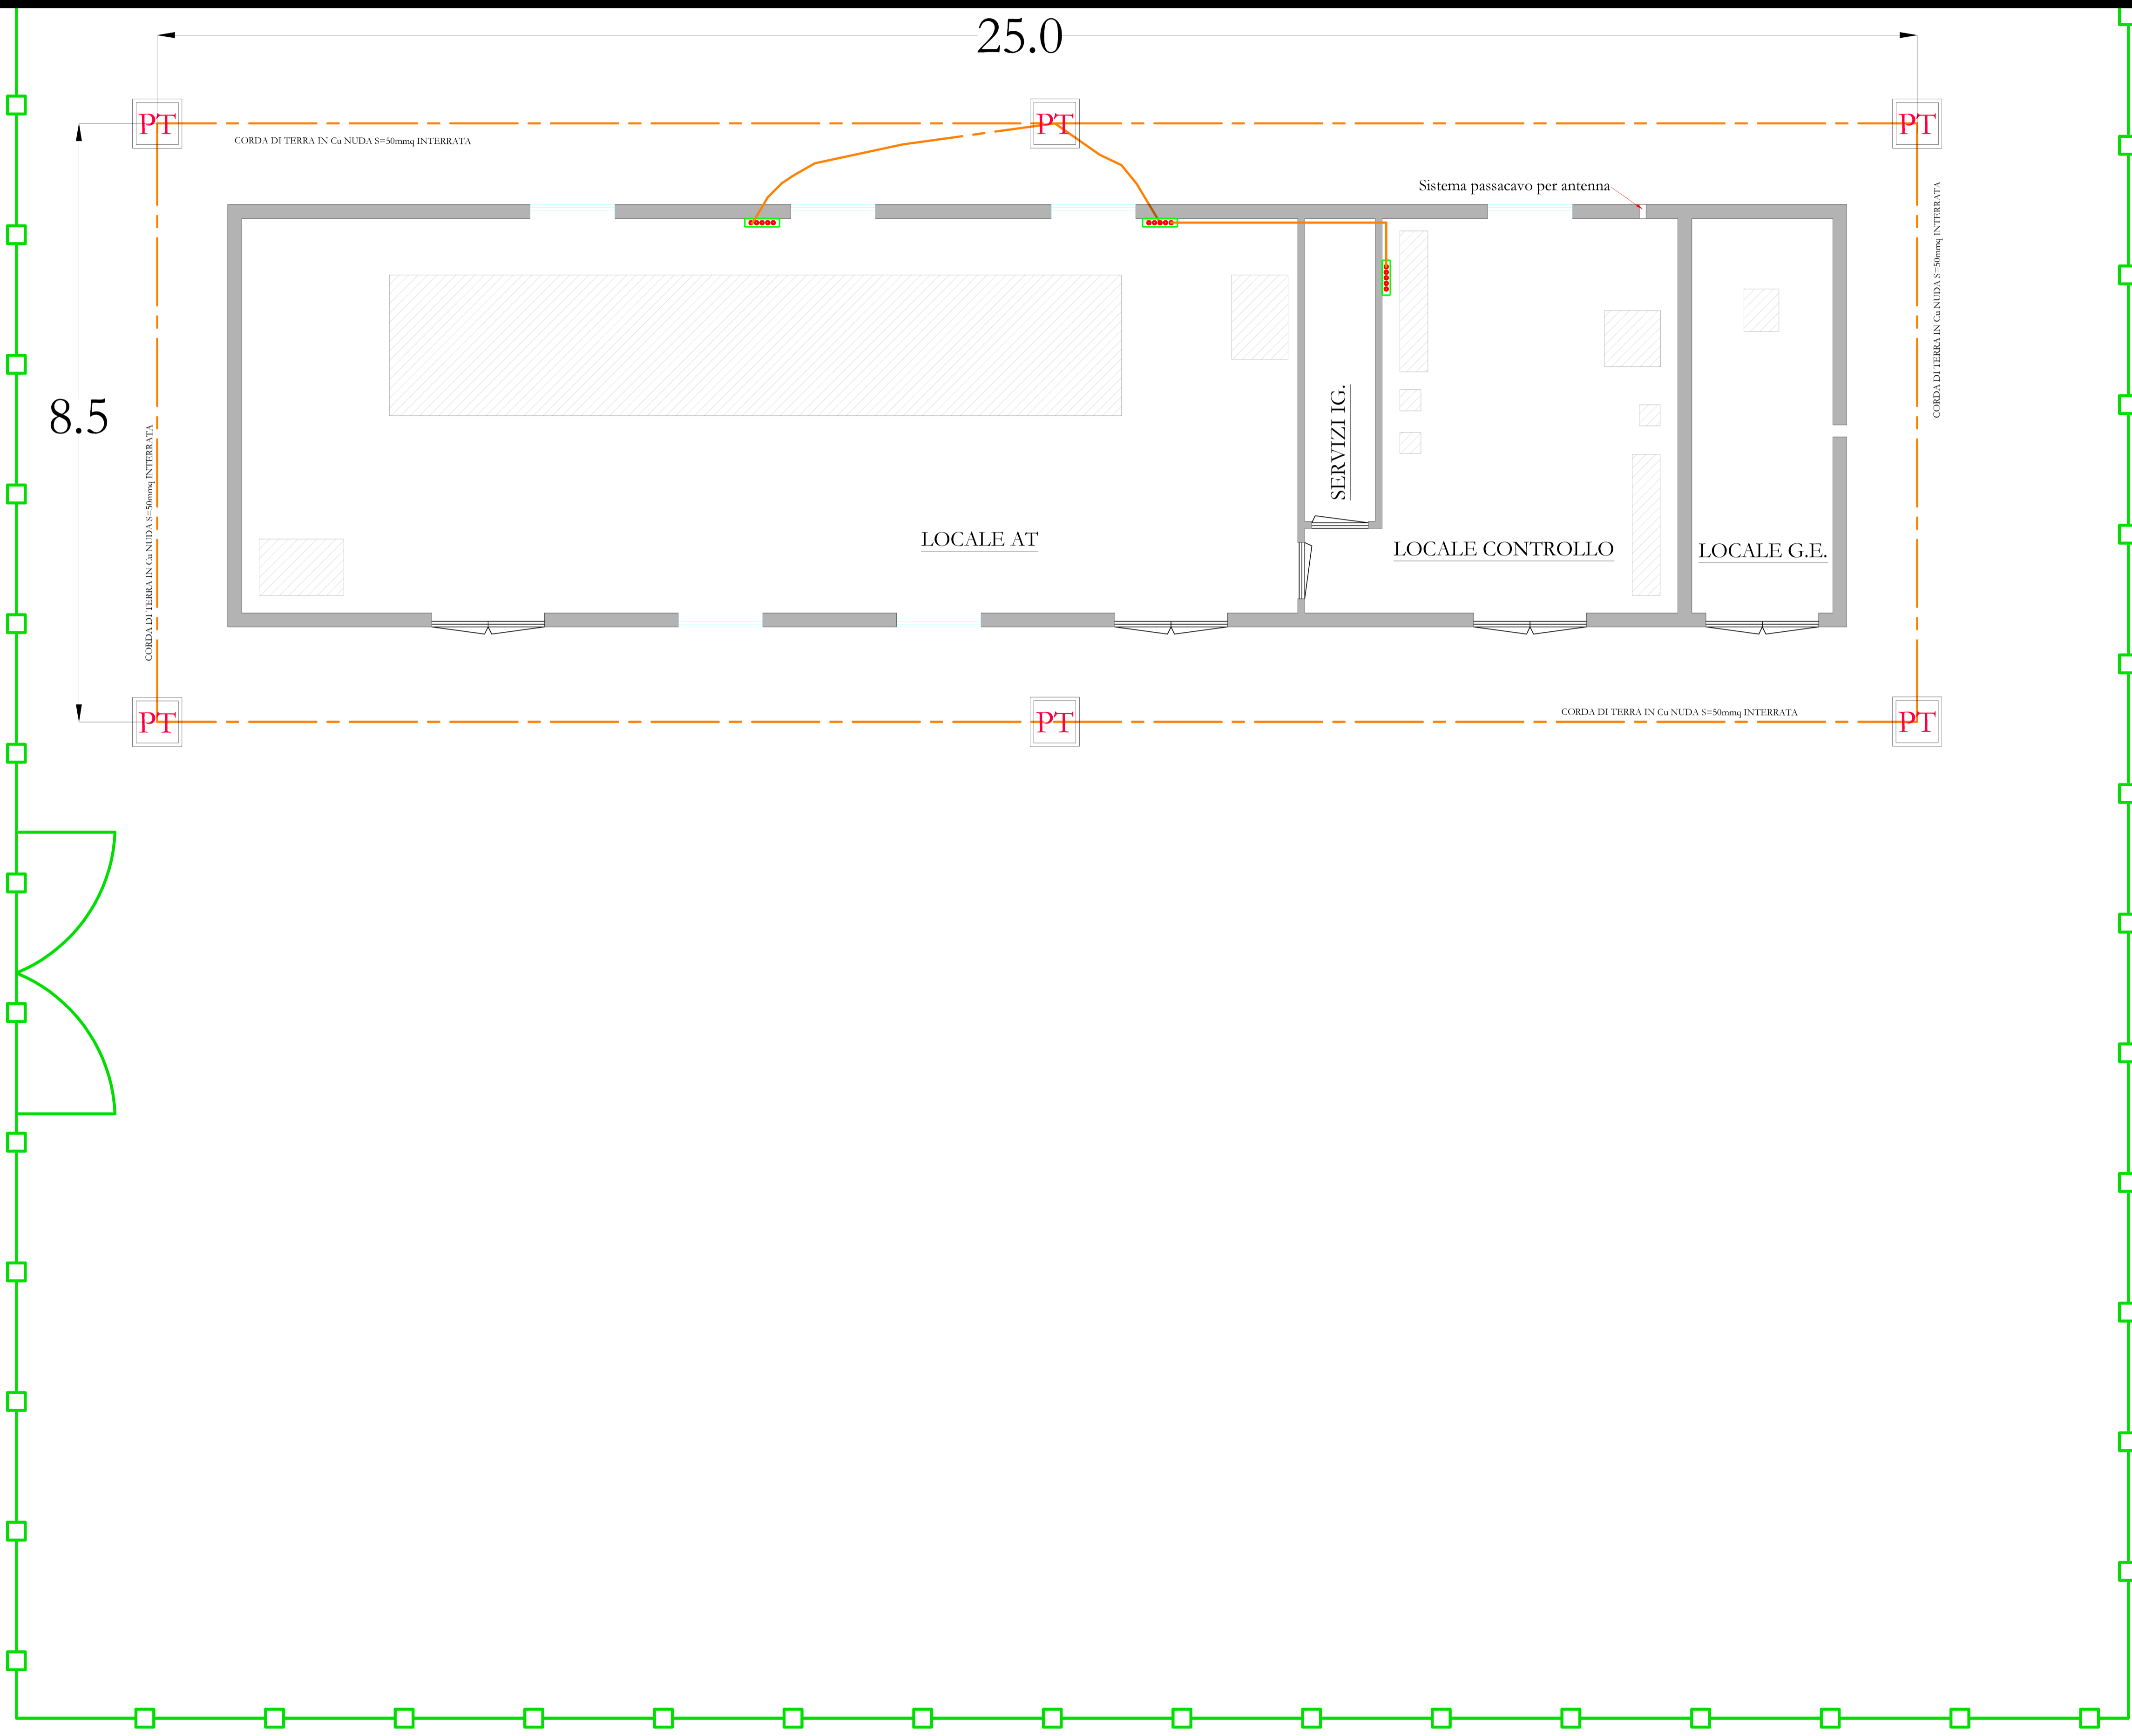 25.0
PT PT PT
CORDA DI TERRA IN Cu NUDA S=50mmq INTERRATA
Sistema passacavo per antenna
CORDA DI TERRA IN Cu NUDA S=50mmq INTERRATA
8.5
CORDA DI TERRA IN Cu NUDA S=50mmq INTERRATA
SERVIZI IG.
LOCALE AT
LOCALE CONTROLLO
LOCALE G.E.
CORDA DI TERRA IN Cu NUDA S=50mmq INTERRATA
PT PT PT